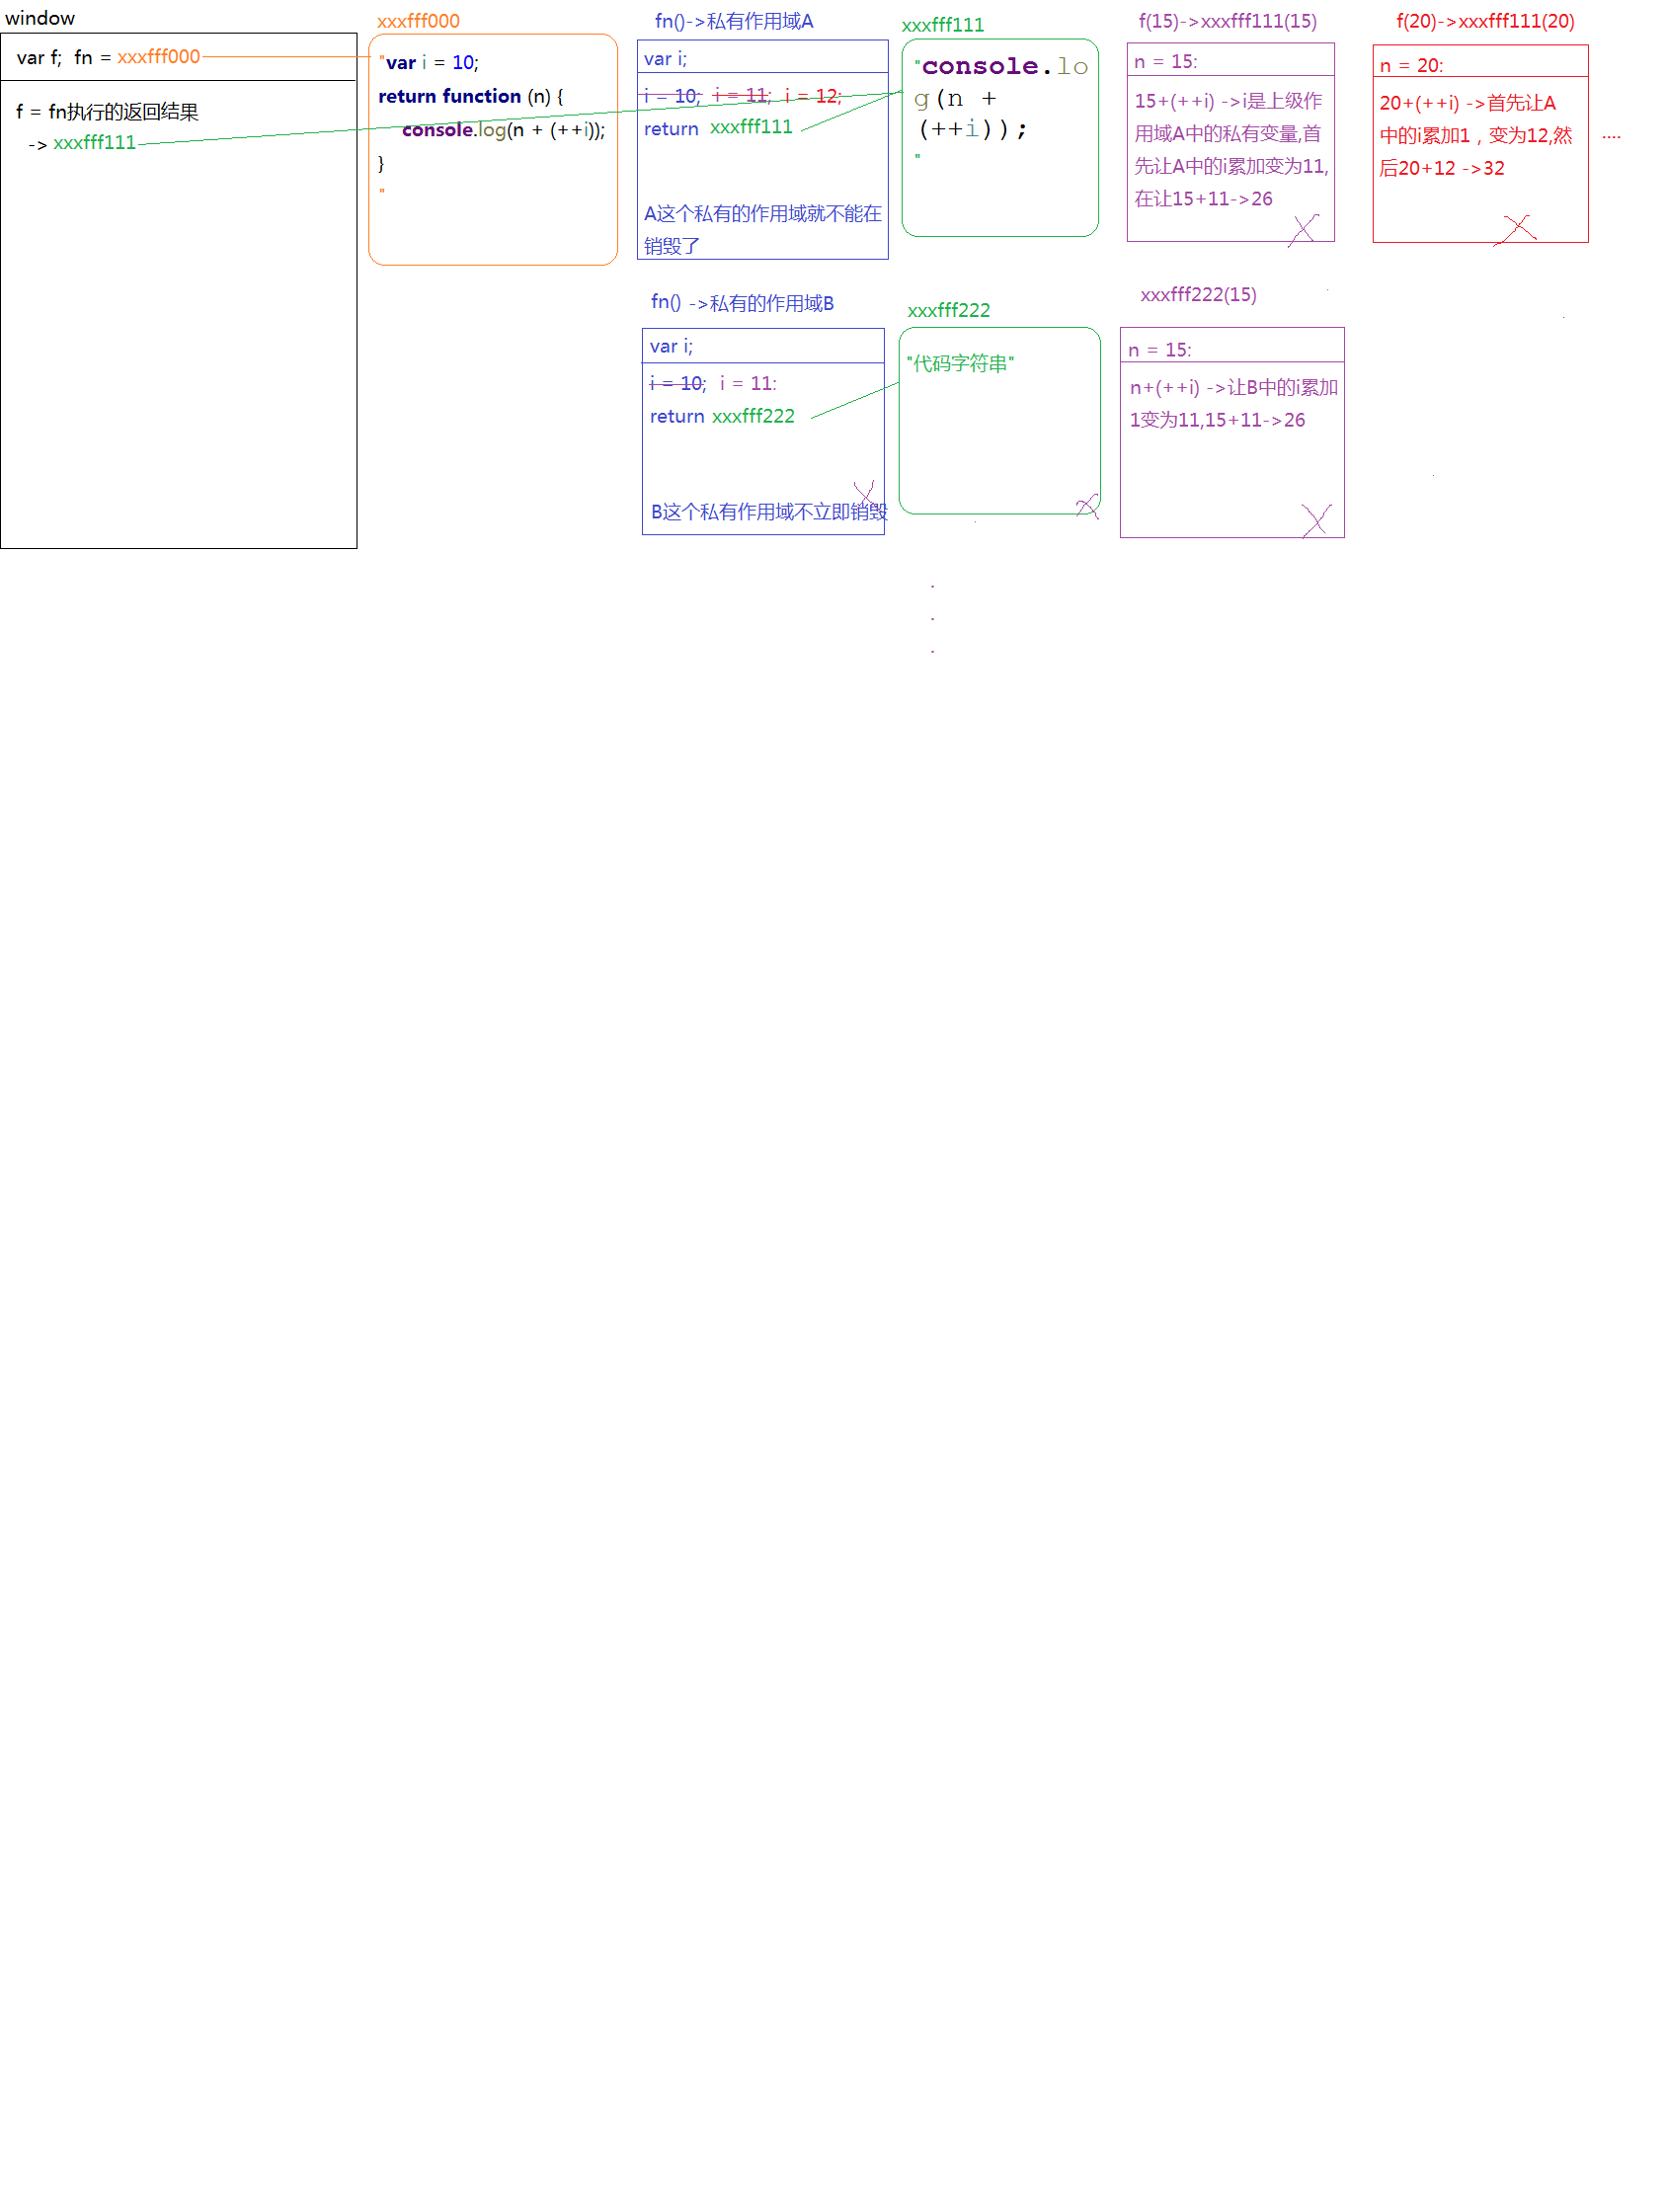 window
var f;  fn = xxxfff000
f = fn执行的返回结果
-> xxxfff111
xxxfff000
"var i = 10;
return function (n) {
console.log(n + (++i));
}
"
fn()->私有作用域A
var i;
i = 10;  i = 11;  i = 12;
return  xxxfff111
A这个私有的作用域就不能在
销毁了
xxxfff111
"console.lo
g(n +
(++i));
"
f(15)->xxxfff111(15)
n = 15:
15+(++i) ->i是上级作
用域A中的私有变量,首
先让A中的i累加变为11,
在让15+11->26
f(20)->xxxfff111(20)
n = 20:
20+(++i) ->首先让A
中的i累加1，变为12,然
后20+12 ->32
....
fn() ->私有的作用域B
var i;
i = 10;  i = 11:
return xxxfff222
B这个私有作用域不立即销毁
xxxfff222
"代码字符串"
xxxfff222(15)
n = 15:
n+(++i) ->让B中的i累加
1变为11,15+11->26
.
.
.